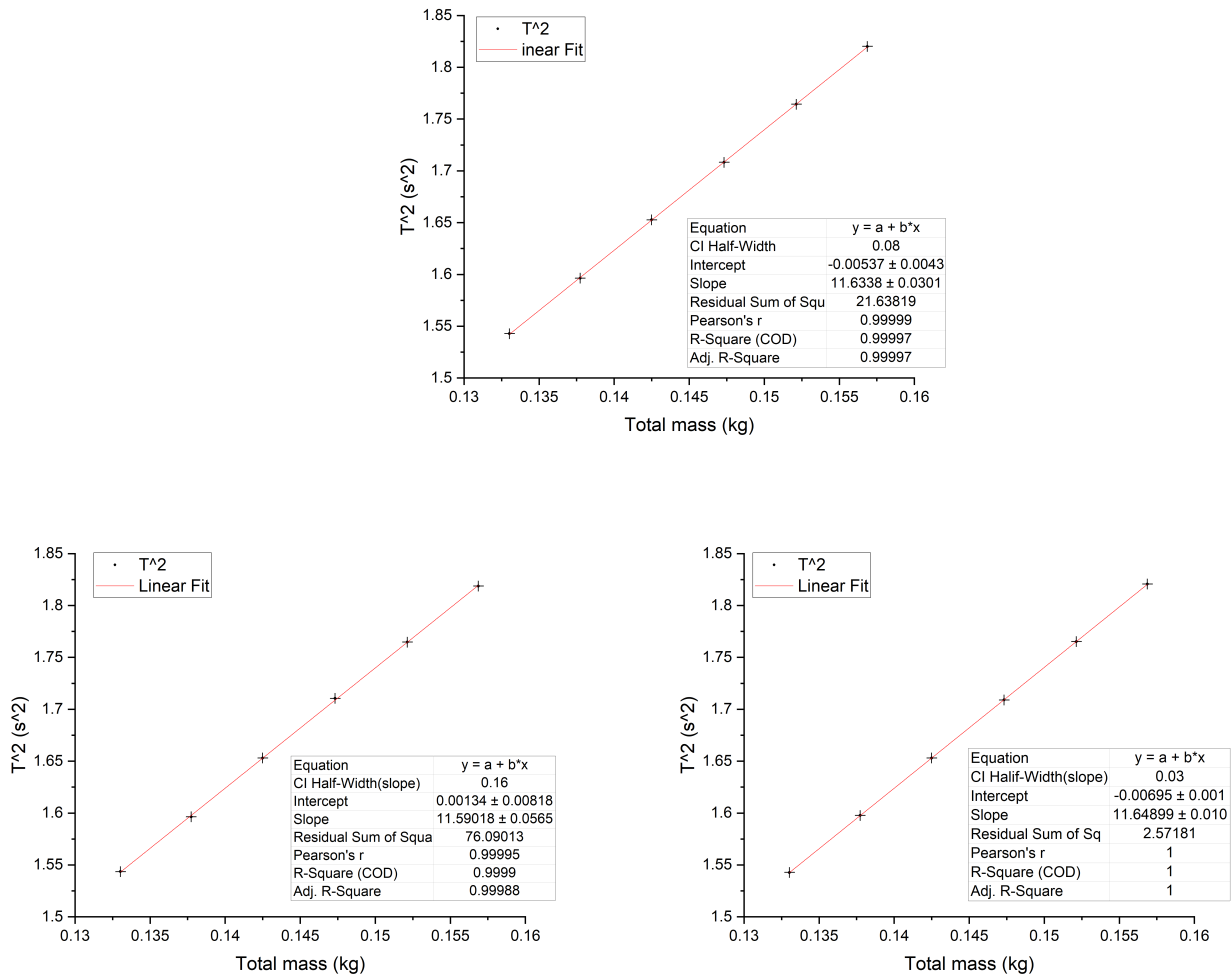 T^2
inear Fit
1.85
1.8
1.75
1.7
1.65
1.6
1.55
1.5
T^2 (s^2)
0.13 0.135 0.14 0.145 0.15 0.155 0.16
Total mass (kg)
Equation y = a + b*x
CI Half-Width 0.08
Intercept -0.00537 ± 0.0043
Slope 11.6338 ± 0.0301
Residual Sum of Squ 21.63819
Pearson's r 0.99999
R-Square (COD) 0.99997
Adj. R-Square 0.99997
T^2
Linear Fit
1.85
1.8
1.75
1.7
1.65
1.6
1.55
1.5
T^2 (s^2)
0.13 0.135 0.14 0.145 0.15 0.155 0.16
Total mass (kg)
Equation y = a + b*x
CI Half-Width(slope) 0.16
Intercept 0.00134 ± 0.00818
Slope 11.59018 ± 0.0565
Residual Sum of Squa 76.09013
Pearson's r 0.99995
R-Square (COD) 0.9999
Adj. R-Square 0.99988
T^2
Linear Fit
1.85
1.8
1.75
1.7
1.65
1.6
1.55
1.5
T^2 (s^2)
0.13 0.135 0.14 0.145 0.15 0.155 0.16
Total mass (kg)
Equation y = a + b*x
CI Halif-Width(slope) 0.03
Intercept -0.00695 ± 0.001
Slope 11.64899 ± 0.010
Residual Sum of Sq 2.57181
Pearson's r 1
R-Square (COD) 1
Adj. R-Square 1